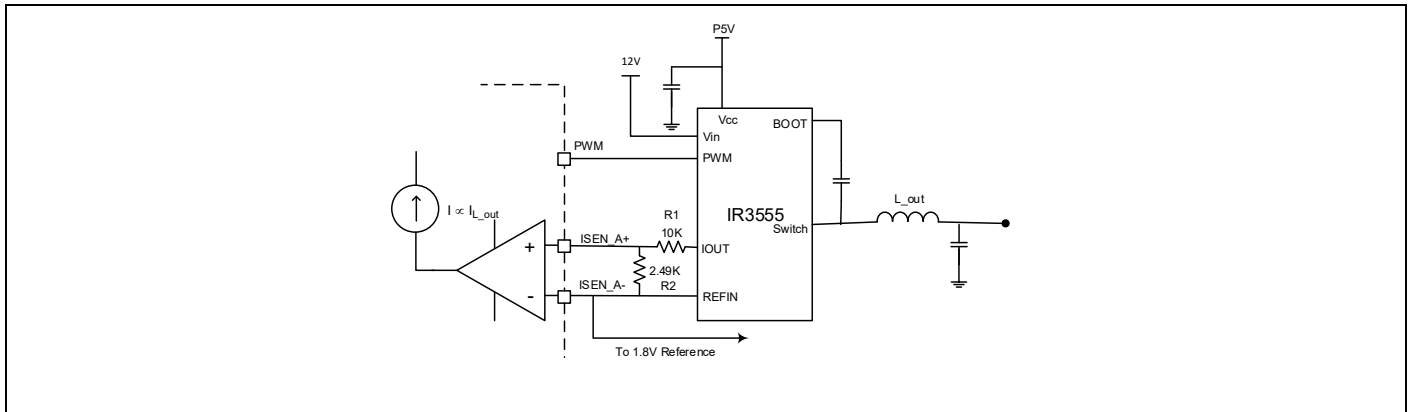 P5V
12V
Vcc
BOOT
Vin
PWM
PWM
L_out
I ∝ I_L_out
R1
IR3555
Switch
10K
ISEN_A+
+
IOUT
2.49K
ISEN_A-
R2
-
REFIN
To 1.8V Reference